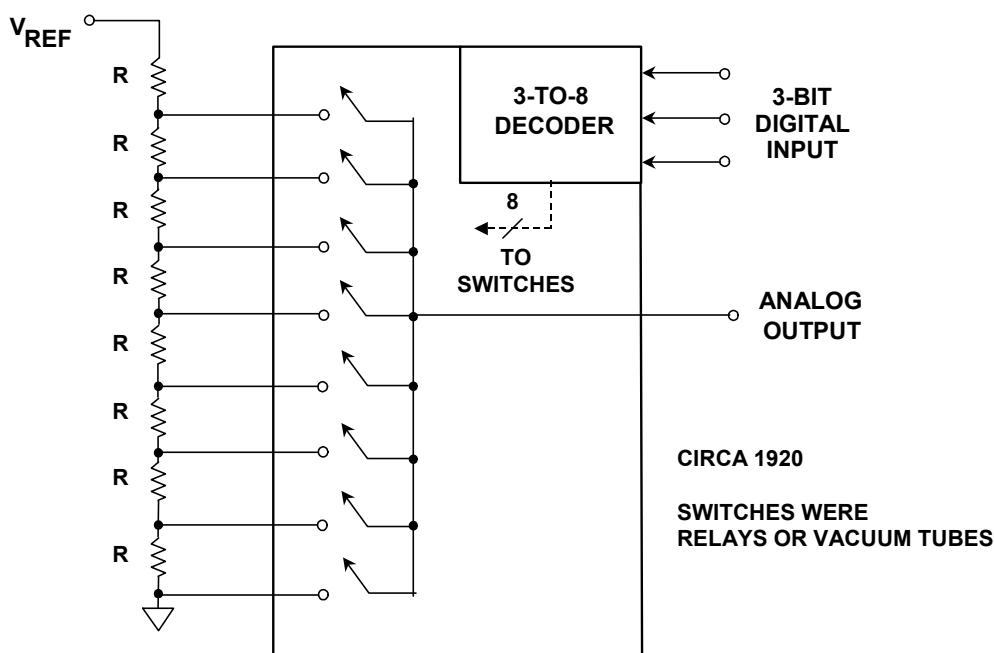 VREF
R
R
R
R
R
R
R
R
3-TO-8
DECODER
8
TO
SWITCHES
3-BIT
DIGITAL
INPUT
ANALOG
OUTPUT
CIRCA 1920
SWITCHES WERE
RELAYS OR VACUUM TUBES